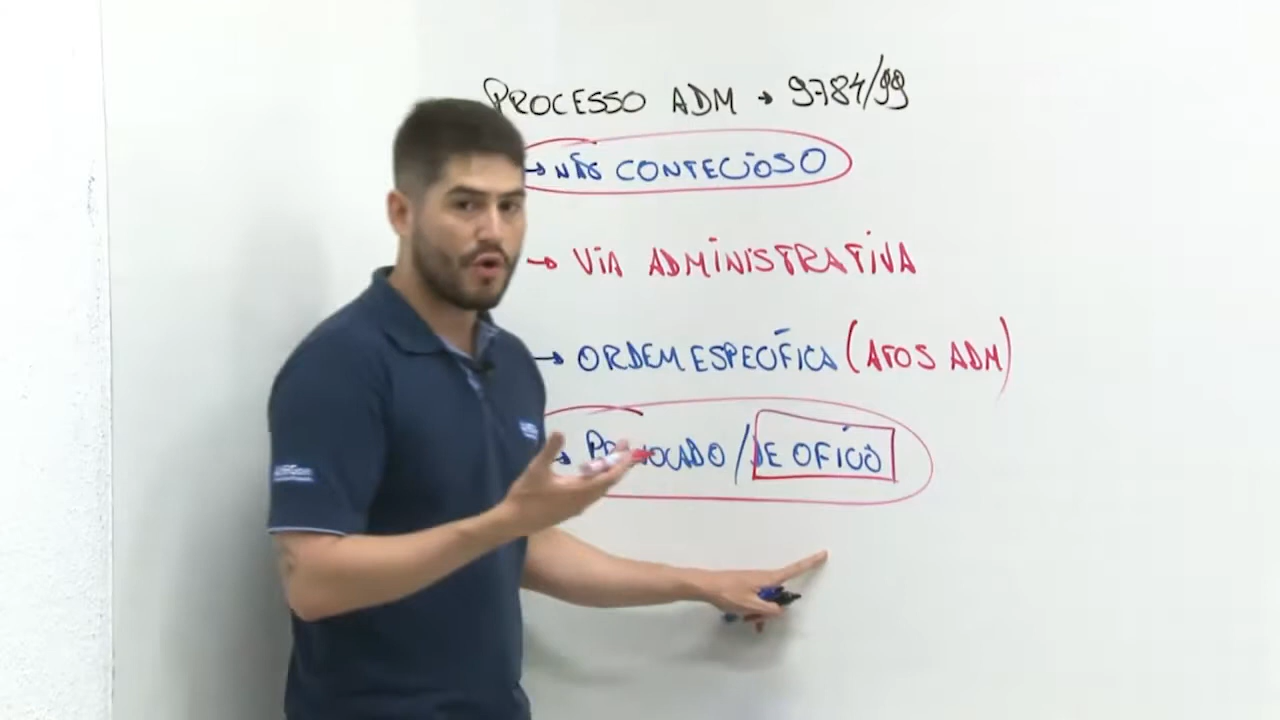 PROCESSO ADM → 9784/99
→ NÃO CONTECIOSO
→ VIA ADMINISTRATIVA
→ ORDEM ESPECÍFICA (ATOS ADM)
→ / DE OFÍCIO